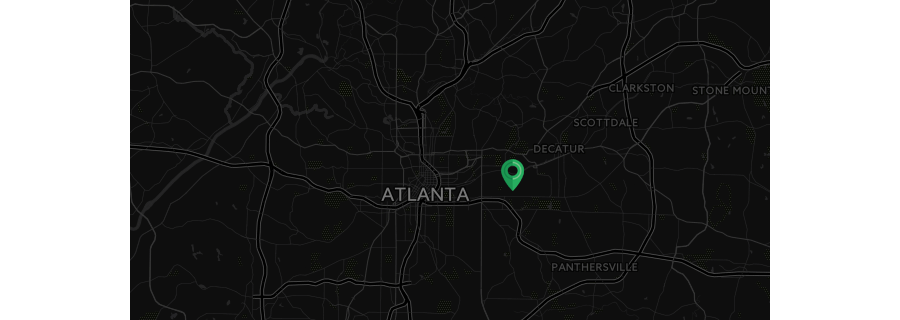 CLARKSTON
STONE MOUNT
SCOTTDALE
DECATUR
ATLANTA
PANTHERSVILLE